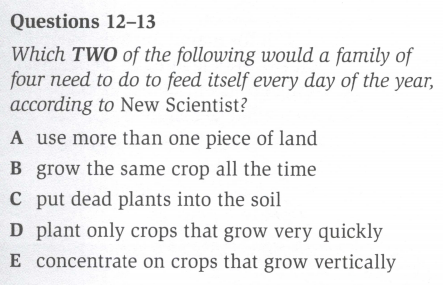 Questions 12–13
Which TWO of the following would a family of
four need to do to feed itself every day of the year,
according to New Scientist?
A use more than one piece of land
B grow the same crop all the time
C put dead plants into the soil
D plant only crops that grow very quickly
E concentrate on crops that grow vertically